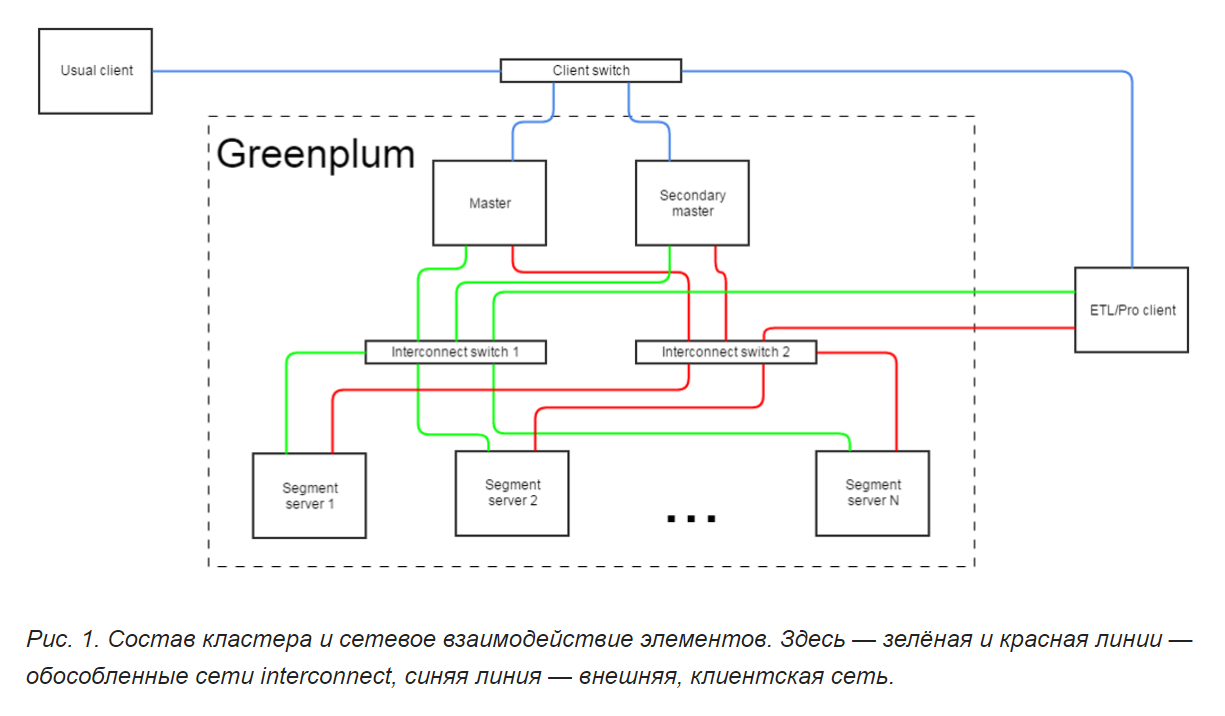 Usual client
Client switch
Greenplum
Master
Secondary
master
ETL/Pro client
Interconnect switch 1
Interconnect switch 2
Segment
server 1
Segment
server 2
...
Segment
server N
Рис. 1. Состав кластера и сетевое взаимодействие элементов. Здесь — зелёная и красная линии —
обособленные сети interconnect, синяя линия — внешняя, клиентская сеть.